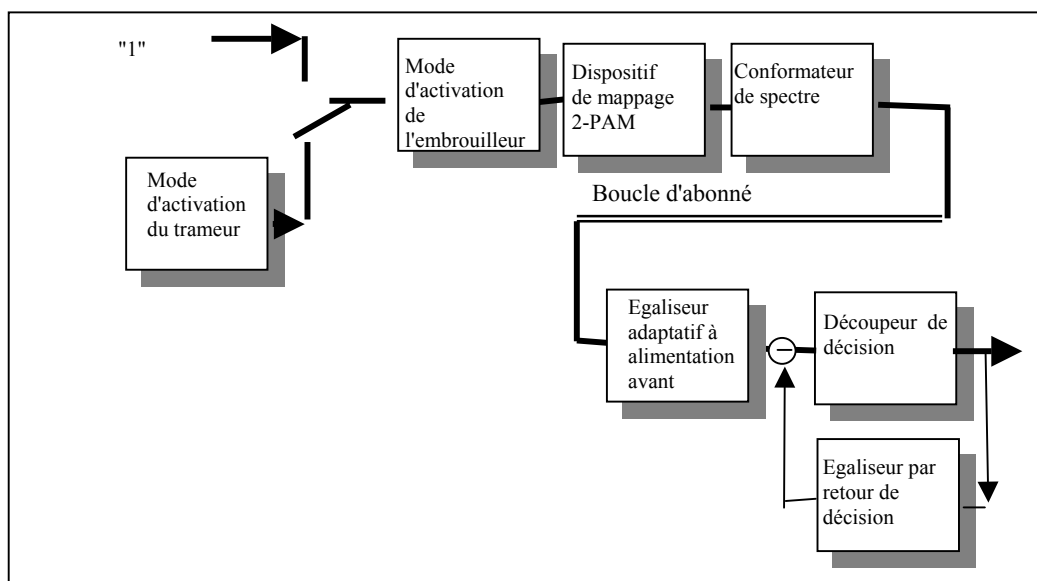 "1"
Mode
d'activation
de
l'embrouilleur
Dispositif
de mappage
2-PAM
Conformateur
de spectre
Mode
d'activation
du trameur
Boucle d'abonné
Egaliseur
adaptatif à
alimentation
avant
Découpeur de
décision
Egaliseur par
retour de
décision